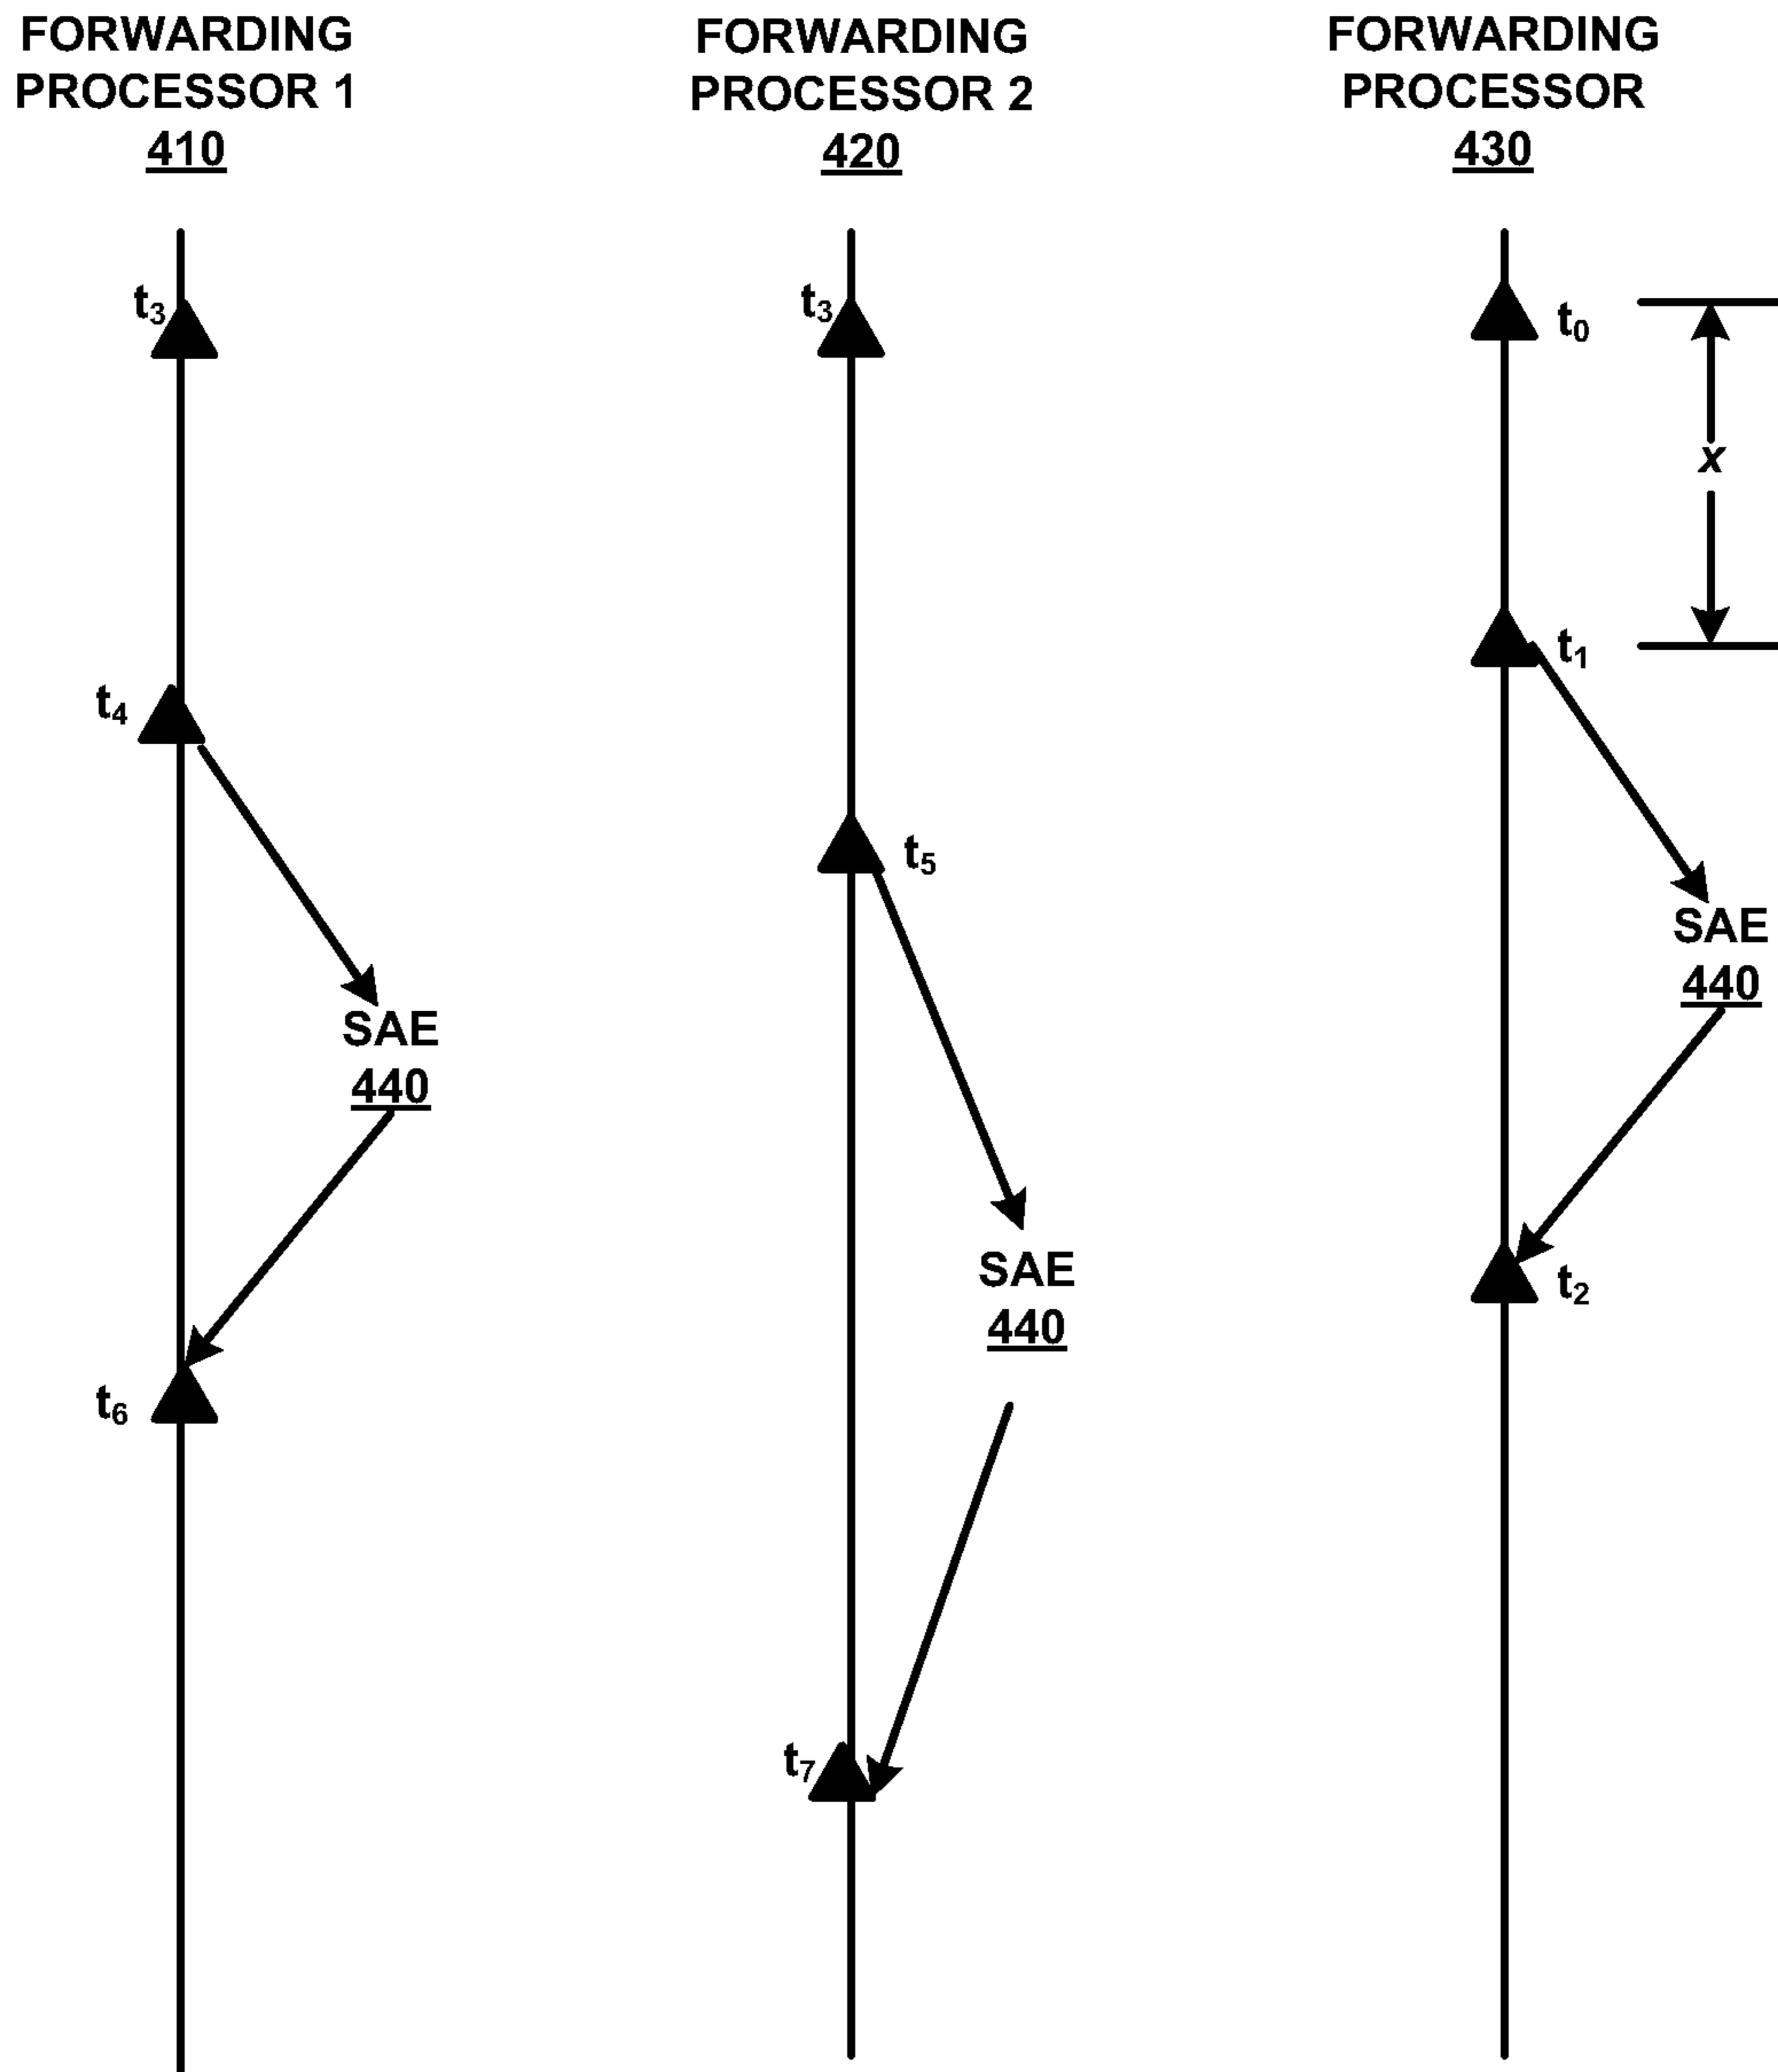 FORWARDING
PROCESSOR 1
410
FORWARDING
PROCESSOR 2
420
FORWARDING
PROCESSOR
430
t3
t3
t0
x
t1
t4
t5
SAE
440
SAE
440
SAE
440
t2
t6
t7